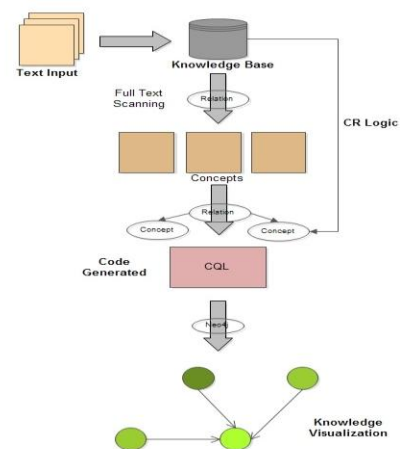 Text Input
Knowledge Base
Full Text
Scanning
Relation
CR Logic
Concepts
Relation
Concept
Concept
Code
Generated
CQL
Neo4j
Knowledge
Visualization